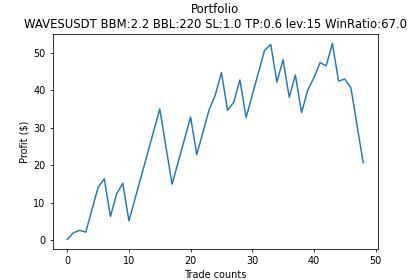 Portfolio
WAVESUSDT BBM:2.2 BBL:220 SL:1.0 TP:0.6 lev:15 WinRatio:67.0
Profit ($)
50
40
30
20
10
0
0 10 20 30 40 50
Trade counts